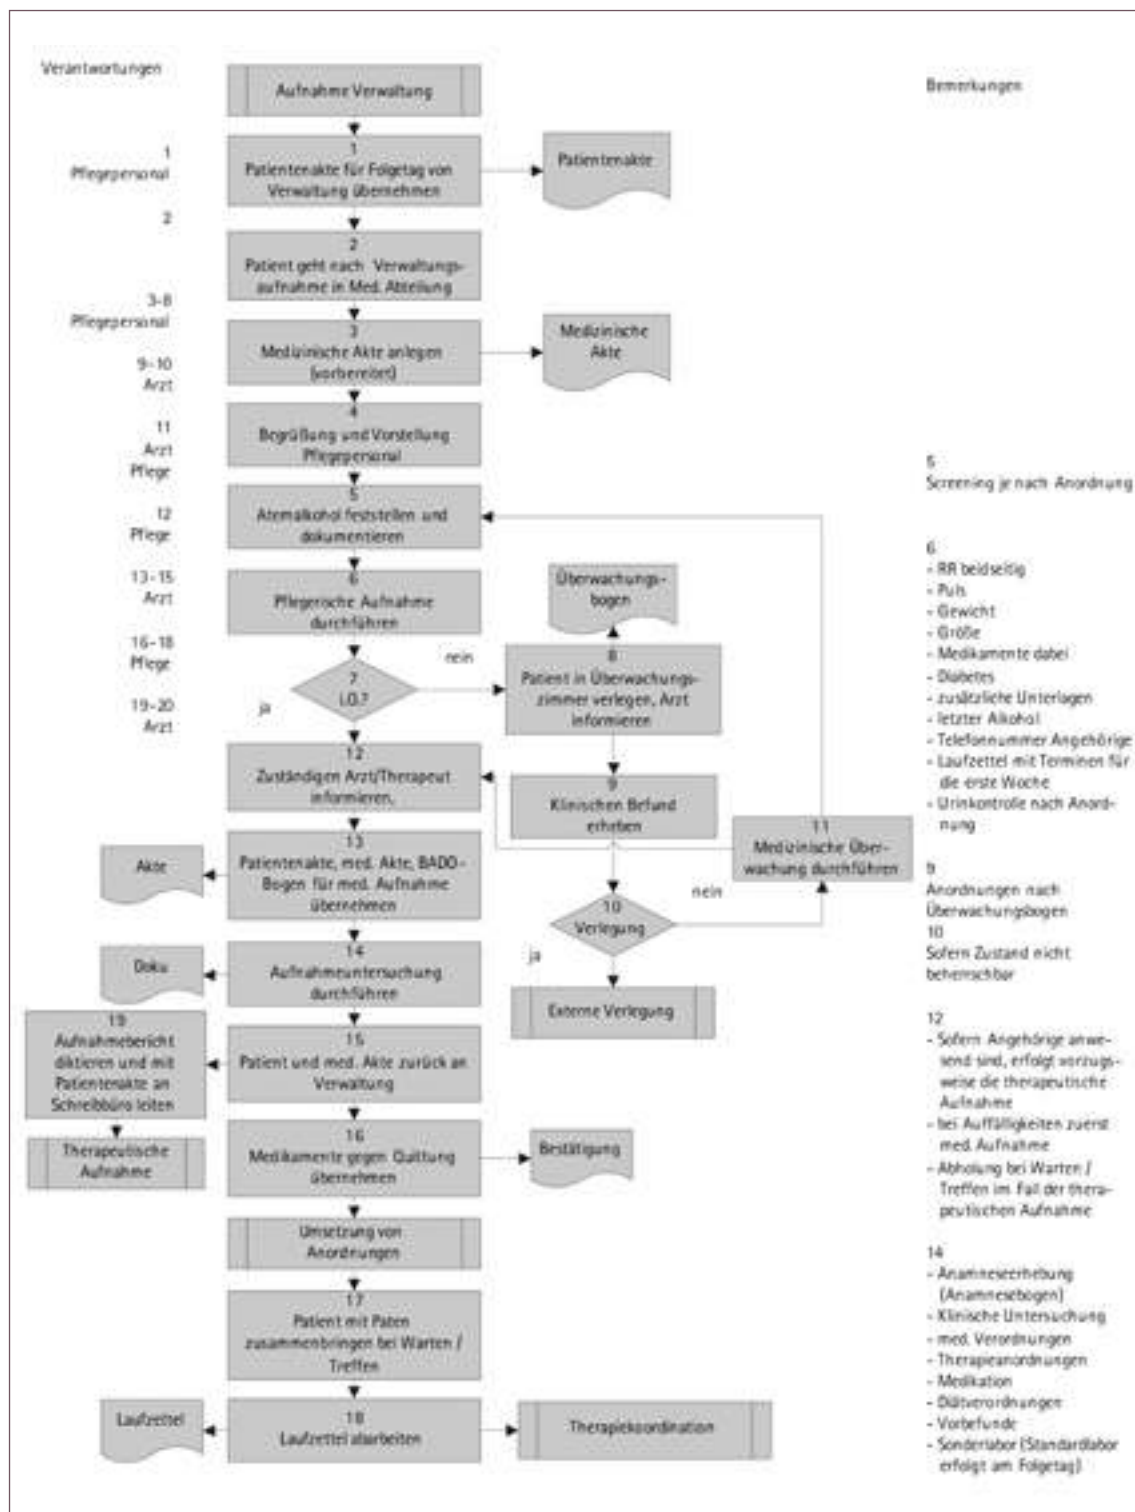 Verantwortungen
1
Pflegepersonal
2
3-8
Pflegepersonal
9-10
Arzt
11
Arzt
Pflege
12
Pflege
13-15
Arzt
16-18
Pflege
19-20
Arzt
Aufnahme Verwaltung
1
Patientenakte für Folgetag von
Verwaltung übernehmen
Patientenakte
2
Patient geht nach Verwaltungs-
aufnahme in Med. Abteilung
3
Medizinische Akte anlegen
(vorbereitet)
Medizinische
Akte
4
Begrüßung und Vorstellung
Pflegepersonal
5
Atemalkohol feststellen und
dokumentieren
6
Pflegerische Aufnahme
durchführen
Überwachungs-
bogen
7
i.O.?
nein
ja
8
Patient in Überwachungs-
zimmer verlegen, Arzt
informieren
12
Zuständigen Arzt/Therapeut
informieren.
9
Klinischen Befund
erheben
11
Medizinische Über-
wachung durchführen
13
Patientenakte, med. Akte, BADO-
Bogen für med. Aufnahme
übernehmen
Akte
10
Verlegung
nein
ja
14
Aufnahmeuntersuchung
durchführen
Doku
Externe Verlegung
15
Patient und med. Akte zurück an
Verwaltung
19
Aufnahmebericht
diktieren und mit
Patientenakte an
Schreibbüro leiten
Therapeutische
Aufnahme
16
Medikamente gegen Quittung
übernehmen
Bestätigung
Umsetzung von
Anordnungen
17
Patient mit Paten
zusammenbringen bei Warten /
Treffen
18
Laufzettel abarbeiten
Laufzettel
Therapiekoordination
Bemerkungen
5
Screening je nach Anordnung
6
- RR beidseitig
- Puls
- Gewicht
- Größe
- Medikamente dabei
- Diabetes
- zusätzliche Unterlagen
- letzter Alkohol
- Telefonnummer Angehörige
- Laufzettel mit Terminen für
die erste Woche
- Urinkontrolle nach Anord-
nung
9
Anordnungen nach
Überwachungsbogen
10
Sofern Zustand nicht
beherrschbar
12
- Sofern Angehörige anwe-
send sind, erfolgt vorzugs-
weise die therapeutische
Aufnahme
- bei Auffälligkeiten zuerst
med. Aufnahme
- Abholung bei Warten /
Treffen im Fall der thera-
peutischen Aufnahme
14
- Anamneseerhebung
(Anamnesebogen)
- Klinische Untersuchung
- med. Verordnungen
- Therapieanordnungen
- Medikation
- Diätverordnungen
- Vorbefunde
- Sonderlabor (Standardlabor
erfolgt am Folgetag)